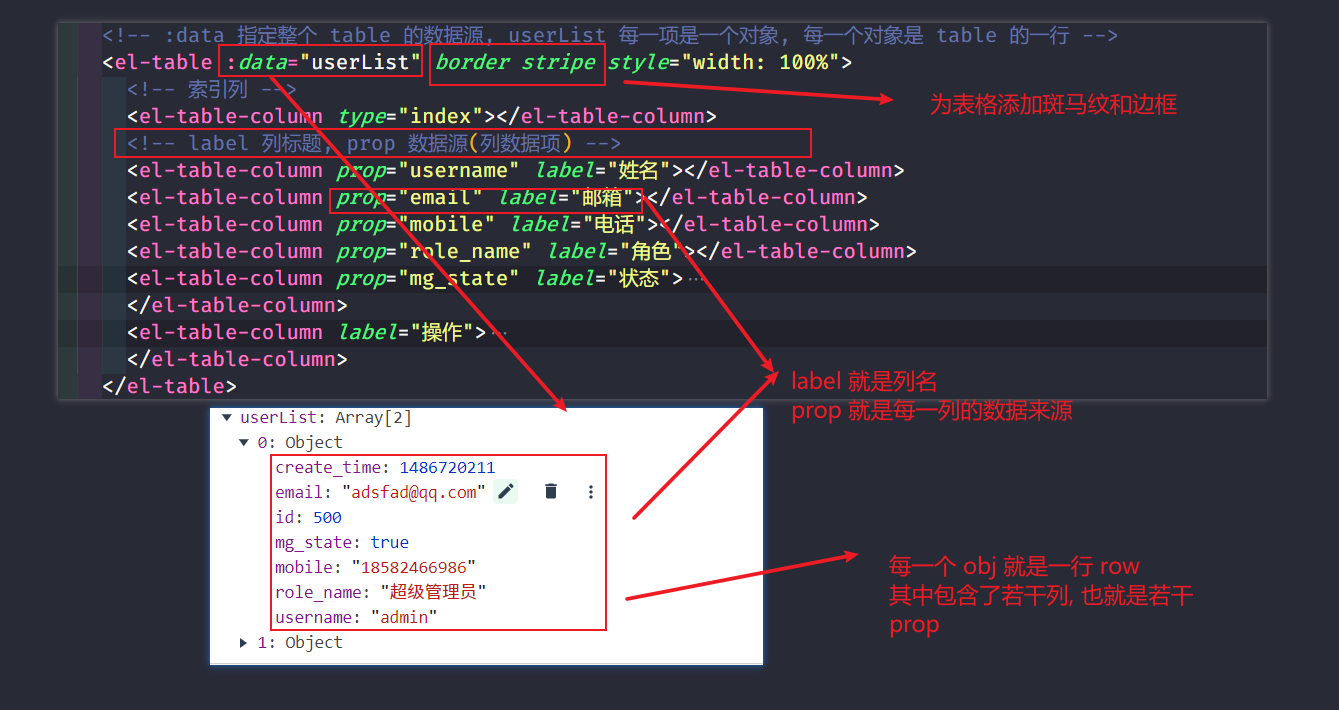 <!-- :data 指定整个 table 的数据源, userList 每一项是一个对象, 每一个对象是 table 的一行 -->
<el-table :data="userList" border stripe style="width: 100%">
<!-- 索引列 -->
<el-table-column type="index"></el-table-column>
<!-- label 列标题, prop 数据源(列数据项) -->
<el-table-column prop="username" label="姓名"></el-table-column>
<el-table-column prop="email" label="邮箱"></el-table-column>
<el-table-column prop="mobile" label="电话"></el-table-column>
<el-table-column prop="role_name" label="角色"></el-table-column>
<el-table-column prop="mg_state" label="状态">···
</el-table-column>
<el-table-column label="操作">···
</el-table-column>
</el-table>
为表格添加斑马纹和边框
label 就是列名
prop 就是每一列的数据来源
userList: Array[2]
0: Object
create_time: 1486720211
email: "adsfad@qq.com"
id: 500
mg_state: true
mobile: "18582466986"
role_name: "超级管理员"
username: "admin"
1: Object
每一个 obj 就是一行 row
其中包含了若干列, 也就是若干
prop